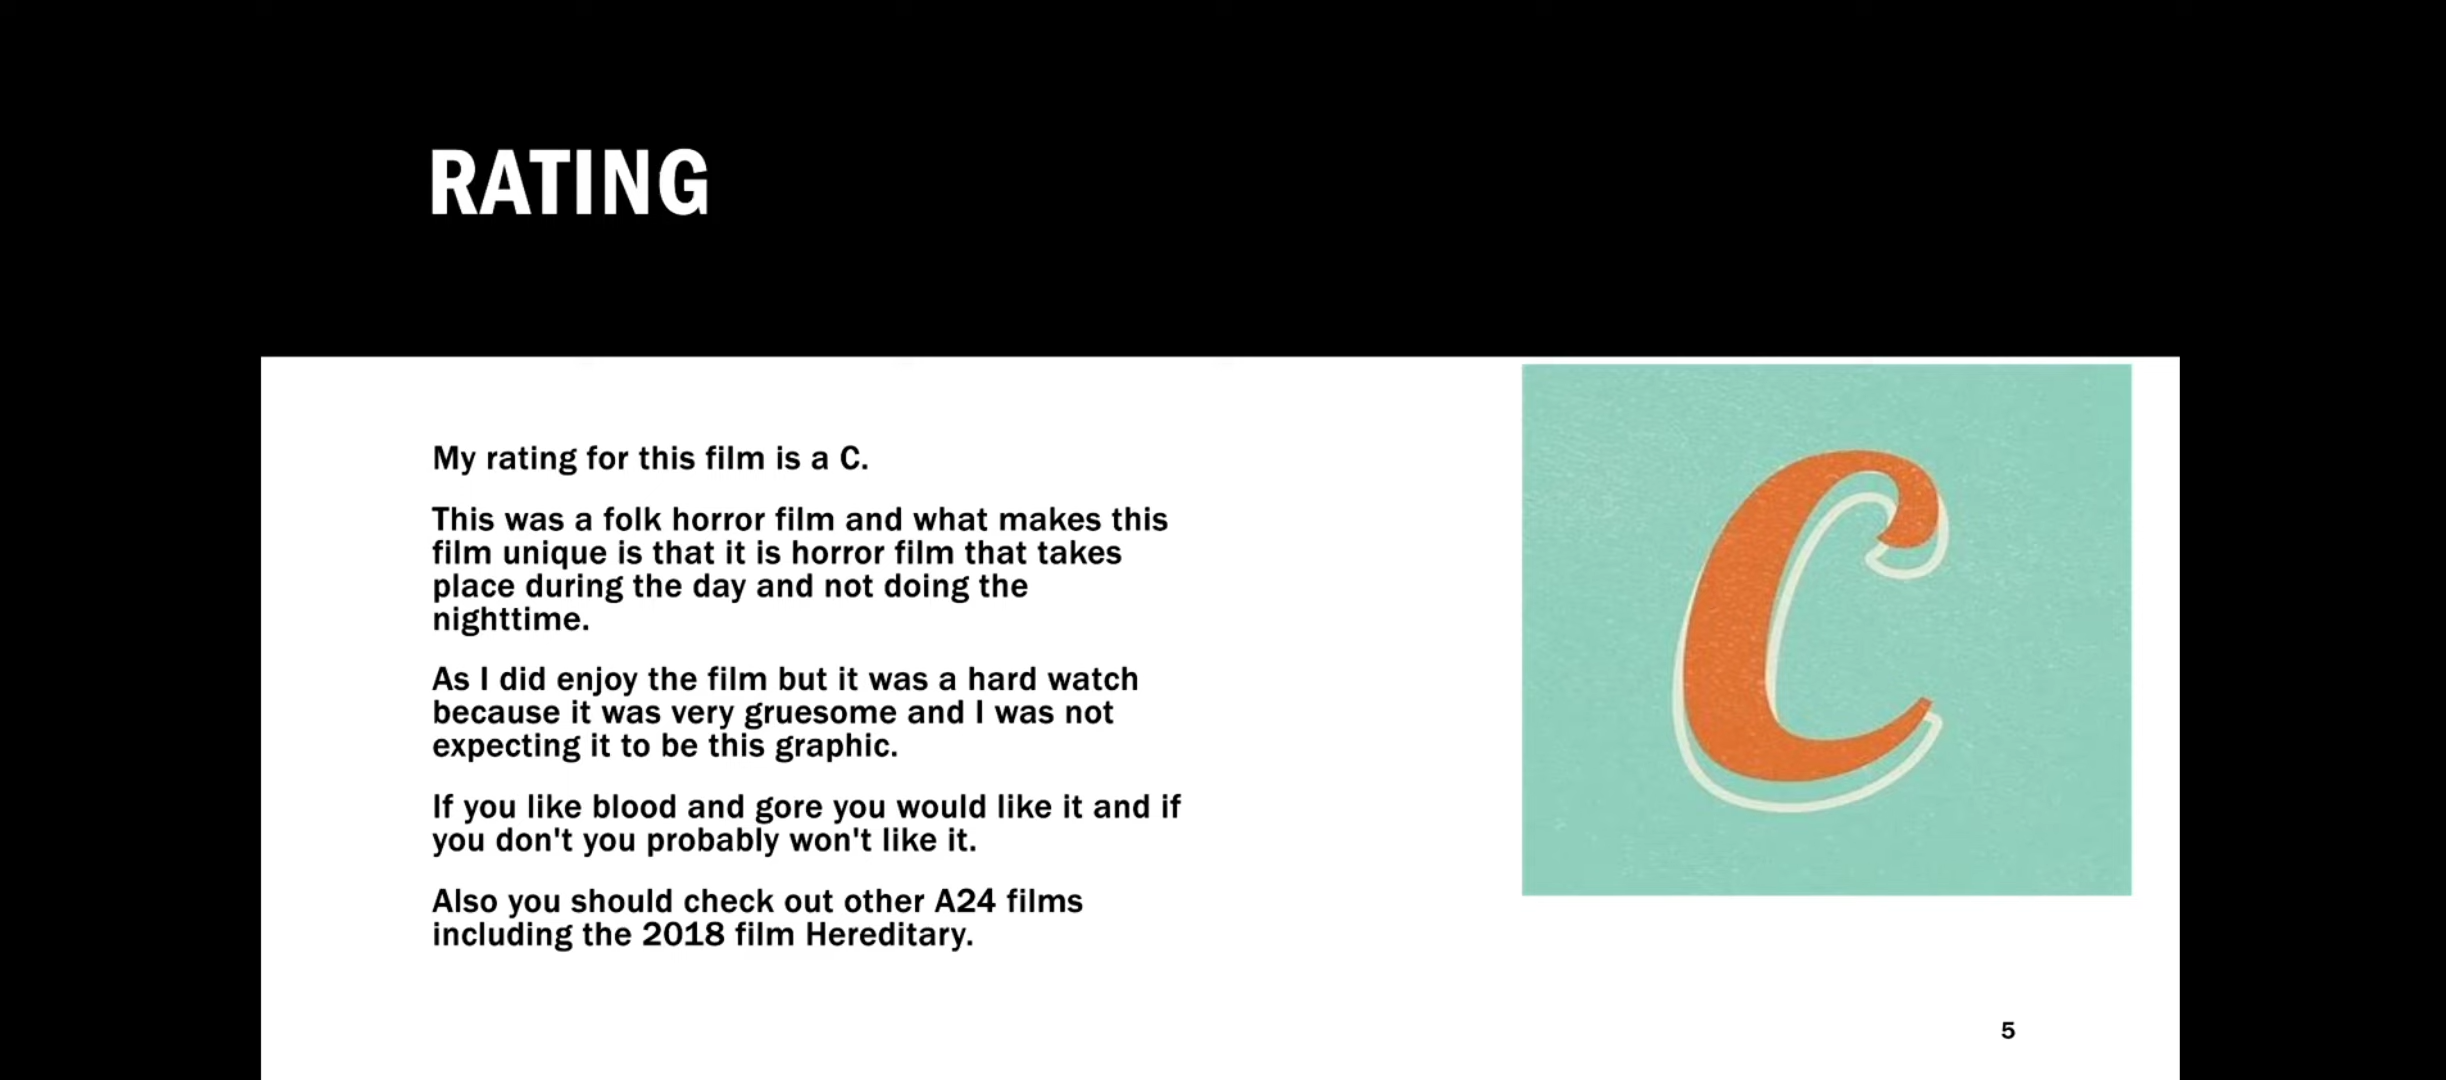 RATING
My rating for this film is a C.
This was a folk horror film and what makes this
film unique is that it is horror film that takes
place during the day and not doing the
nighttime.
As I did enjoy the film but it was a hard watch
because it was very gruesome and I was not
expecting it to be this graphic.
If you like blood and gore you would like it and if
you don't you probably won't like it.
Also you should check out other A24 films
including the 2018 film Hereditary.
C
5